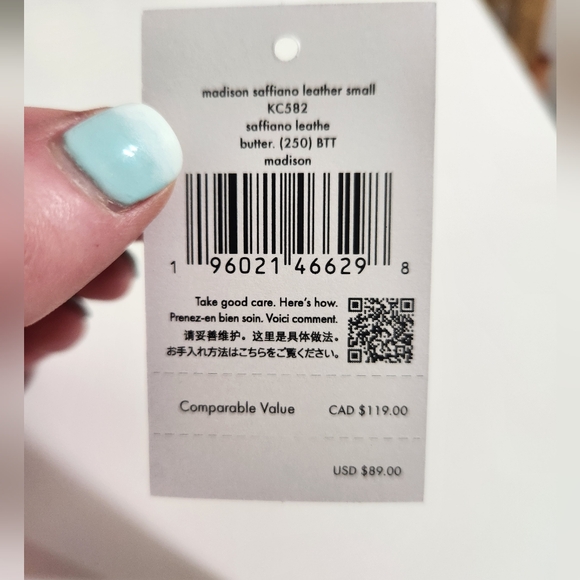 madison saffiano leather small
KC582
saffiano leathe
butter. (250) BTT
madison
1 96021 46629 8
Take good care. Here's how.
Prenez-en bien soin. Voici comment.
请妥善维护。这里是具体做法。
お手入れ方法はこちらをご覧ください。
Comparable Value CAD $119.00
USD $89.00